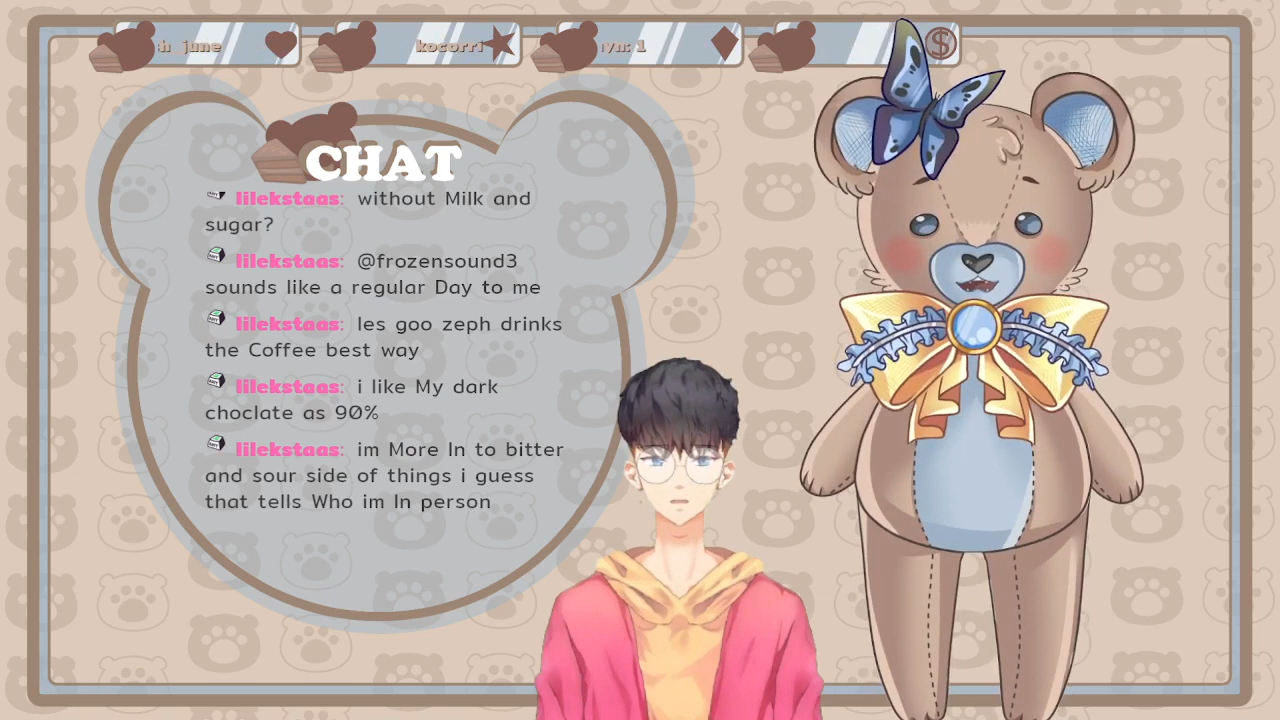 june
kocorri
CHAT
lilekstaas: without Milk and
sugar?
lilekstaas: @frozensound3
sounds like a regular Day to me
lilekstaas: les goo zeph drinks
the Coffee best way
lilekstaas: i like My dark
choclate as 90%
lilekstaas: im More In to bitter
and sour side of things i guess
that tells Who im In person